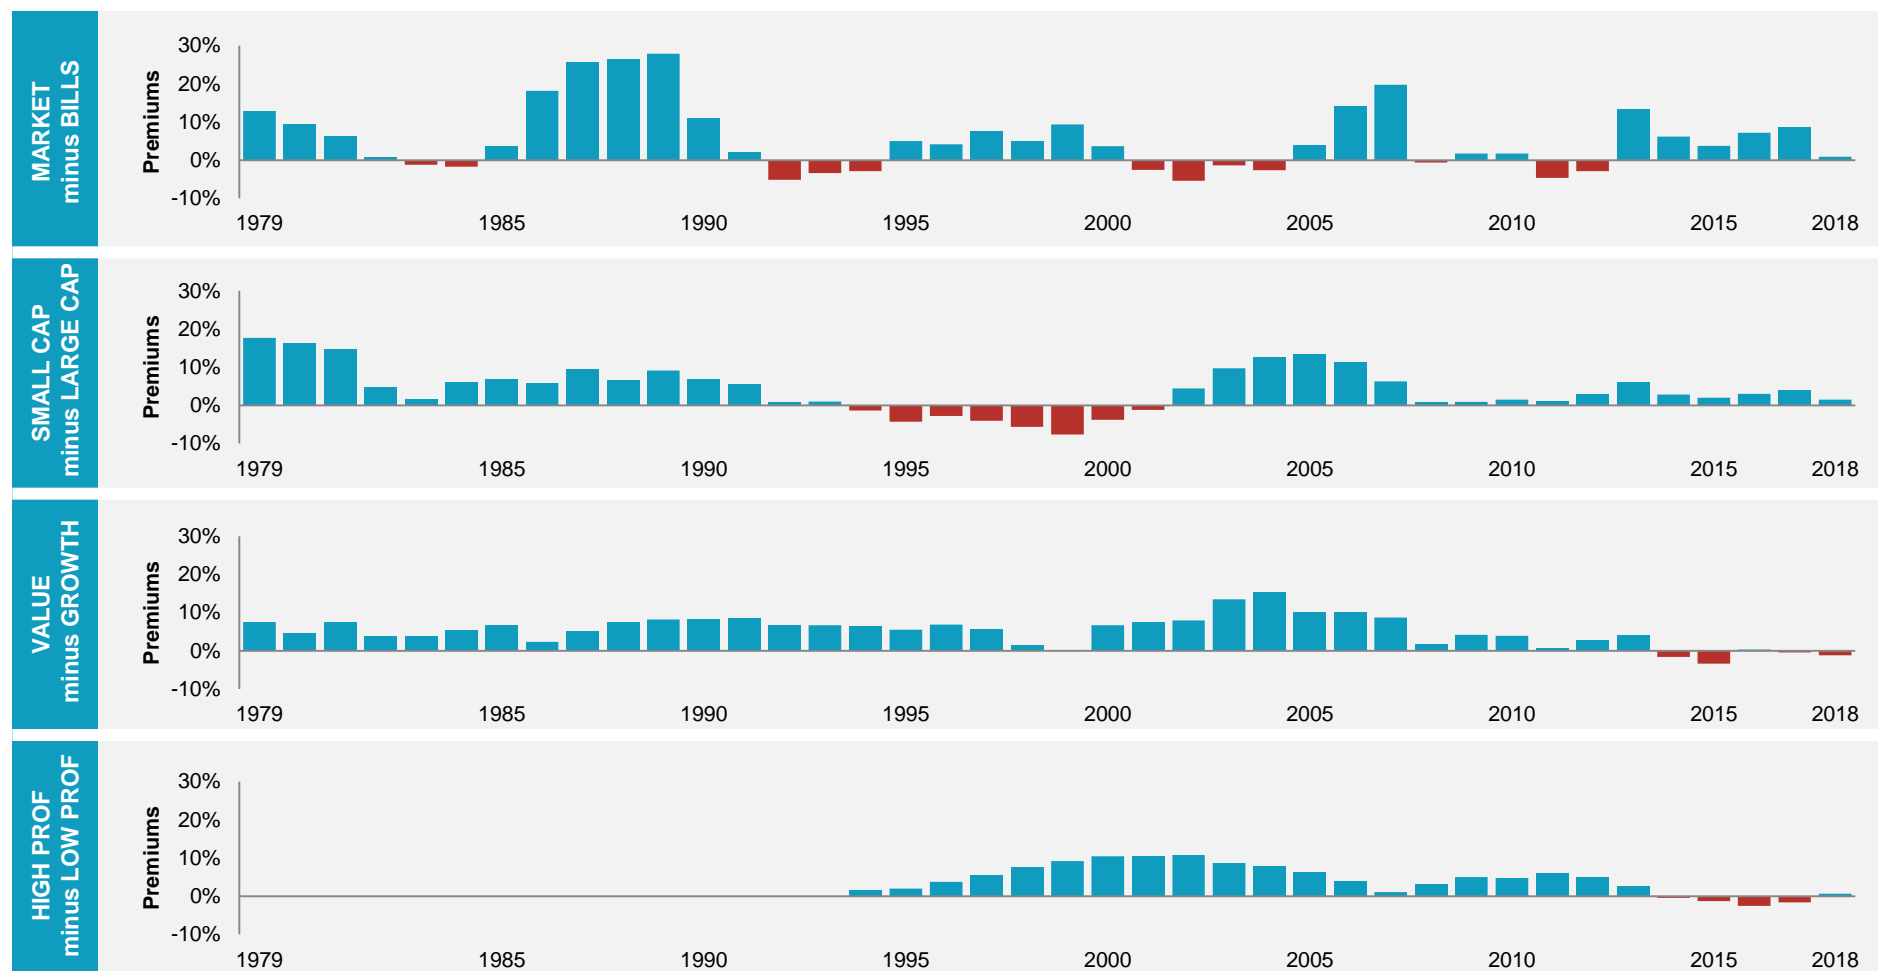 MARKET
minus BILLS
Premiums
30%
20%
10%
0%
-10%
1979 1985 1990 1995 2000 2005 2010 2015 2018
SMALL CAP
minus LARGE CAP
Premiums
30%
20%
10%
0%
-10%
1979 1985 1990 1995 2000 2005 2010 2015 2018
VALUE
minus GROWTH
Premiums
30%
20%
10%
0%
-10%
1979 1985 1990 1995 2000 2005 2010 2015 2018
HIGH PROF
minus LOW PROF
Premiums
30%
20%
10%
0%
-10%
1979 1985 1990 1995 2000 2005 2010 2015 2018